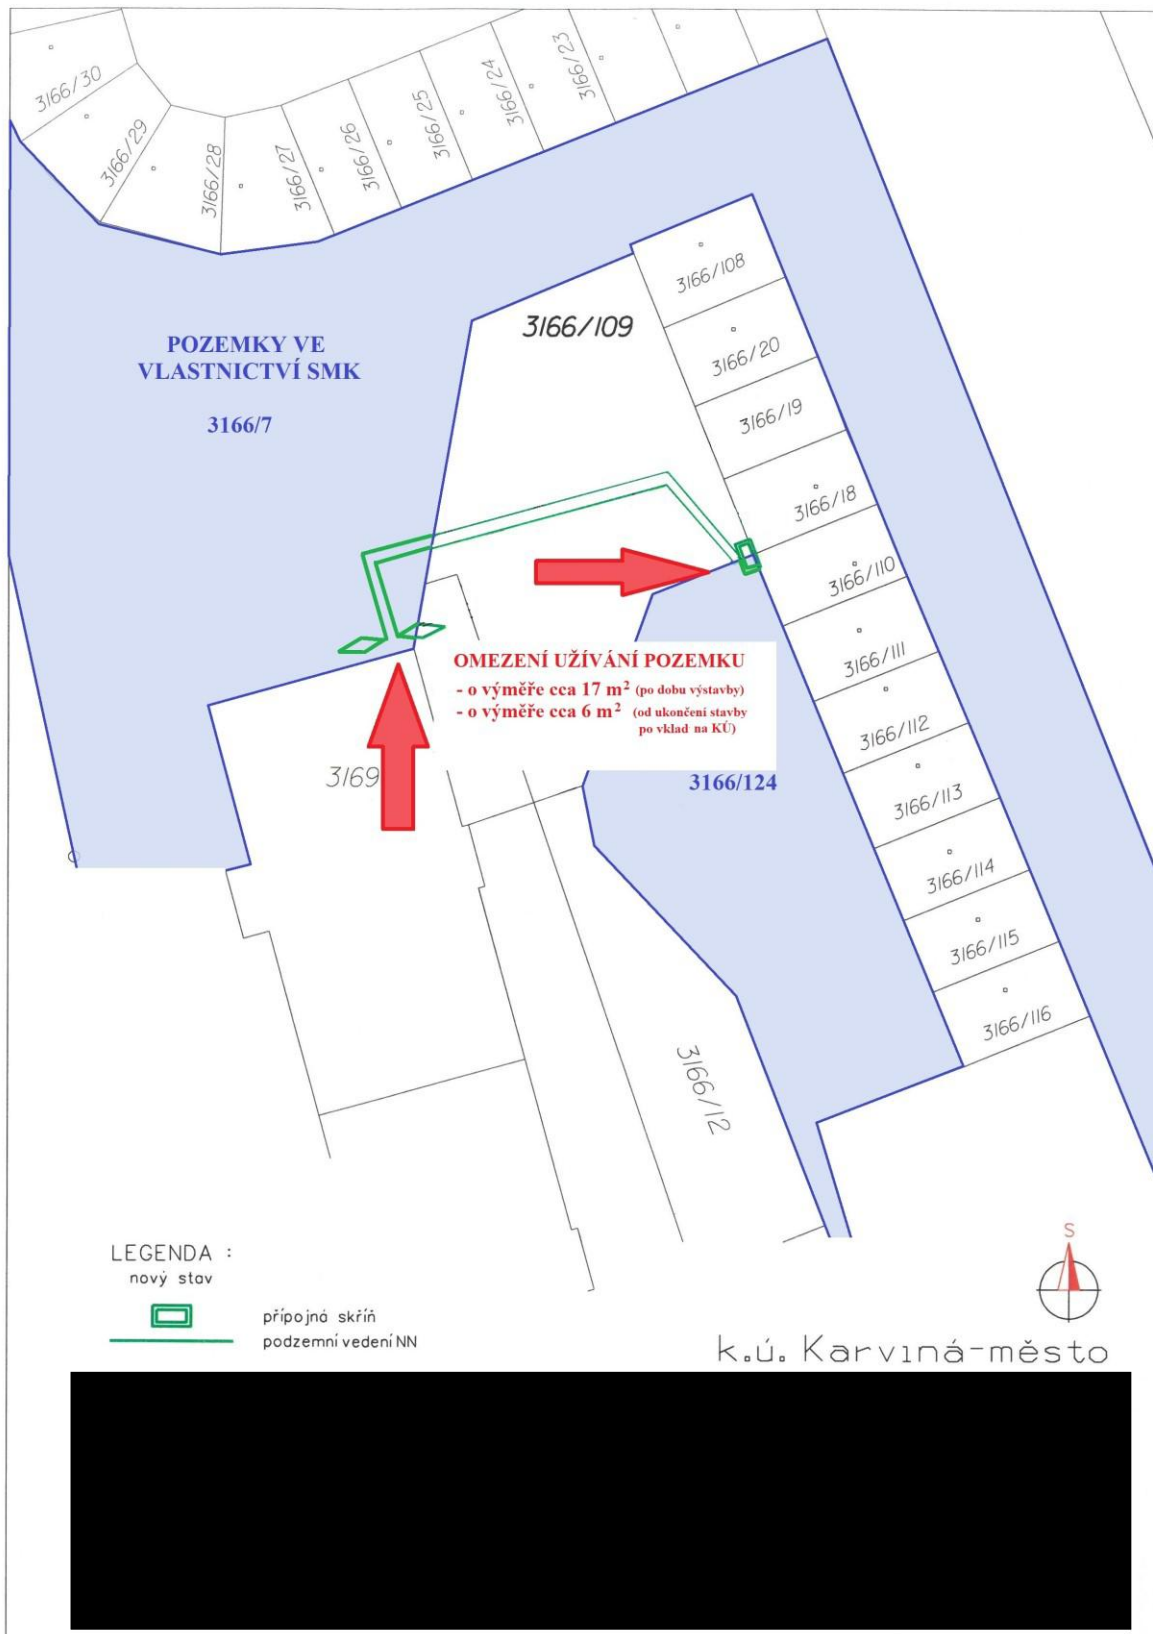 3166/30
3166/29
3166/28
3166/27
3166/26
3166/25
3166/24
3166/23
3166/108
3166/109
3166/20
POZEMKY VE
VLASTNICTVÍ SMK
3166/7
3166/19
3166/18
3166/110
3166/111
OMEZENÍ UŽÍVÁNÍ POZEMKU
- o výměře cca 17 m² (po dobu výstavby)
- o výměře cca 6 m² (od ukončení stavby
po vklad na KÚ)
3166/112
3169
3166/124
3166/113
3166/114
3166/115
3166/116
3166/12
S
LEGENDA :
nový stav
přípojná skříň
podzemní vedení NN
k.ú. Karviná-město